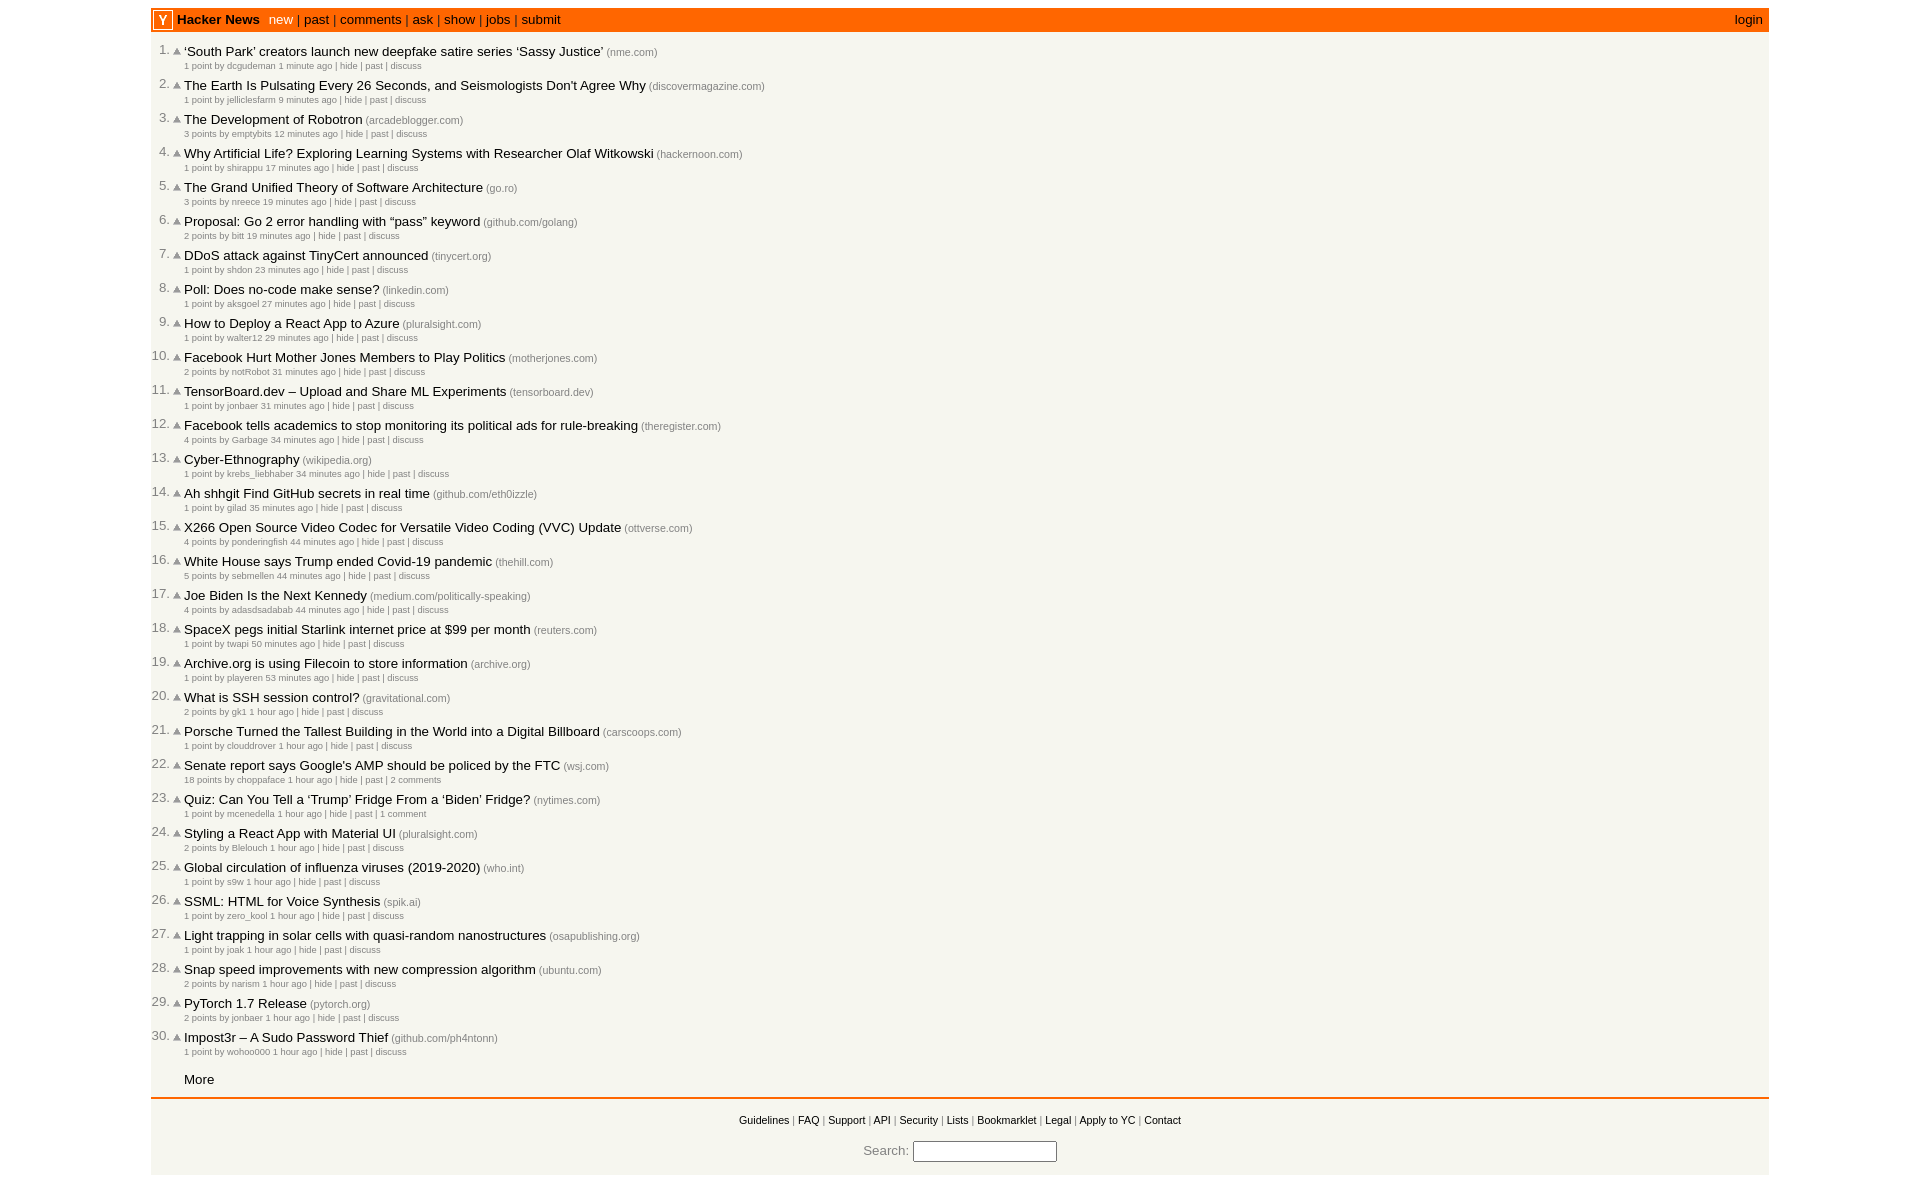 Y Hacker News new | past | comments | ask | show | jobs | submit login
1. ‘South Park’ creators launch new deepfake satire series ‘Sassy Justice’ (nme.com)
1 point by dcgudeman 1 minute ago | hide | past | discuss
2. The Earth Is Pulsating Every 26 Seconds, and Seismologists Don't Agree Why (discovermagazine.com)
1 point by jelliclesfarm 9 minutes ago | hide | past | discuss
3. The Development of Robotron (arcadeblogger.com)
3 points by emptybits 12 minutes ago | hide | past | discuss
4. Why Artificial Life? Exploring Learning Systems with Researcher Olaf Witkowski (hackernoon.com)
1 point by shirappu 17 minutes ago | hide | past | discuss
5. The Grand Unified Theory of Software Architecture (go.ro)
3 points by nreece 19 minutes ago | hide | past | discuss
6. Proposal: Go 2 error handling with “pass” keyword (github.com/golang)
2 points by bitt 19 minutes ago | hide | past | discuss
7. DDoS attack against TinyCert announced (tinycert.org)
1 point by shdon 23 minutes ago | hide | past | discuss
8. Poll: Does no-code make sense? (linkedin.com)
1 point by aksgoel 27 minutes ago | hide | past | discuss
9. How to Deploy a React App to Azure (pluralsight.com)
1 point by walter12 29 minutes ago | hide | past | discuss
10. Facebook Hurt Mother Jones Members to Play Politics (motherjones.com)
2 points by notRobot 31 minutes ago | hide | past | discuss
11. TensorBoard.dev – Upload and Share ML Experiments (tensorboard.dev)
1 point by jonbaer 31 minutes ago | hide | past | discuss
12. Facebook tells academics to stop monitoring its political ads for rule-breaking (theregister.com)
4 points by Garbage 34 minutes ago | hide | past | discuss
13. Cyber-Ethnography (wikipedia.org)
1 point by krebs_liebhaber 34 minutes ago | hide | past | discuss
14. Ah shhgit Find GitHub secrets in real time (github.com/eth0izzle)
1 point by gilad 35 minutes ago | hide | past | discuss
15. X266 Open Source Video Codec for Versatile Video Coding (VVC) Update (ottverse.com)
4 points by ponderingfish 44 minutes ago | hide | past | discuss
16. White House says Trump ended Covid-19 pandemic (thehill.com)
5 points by sebmellen 44 minutes ago | hide | past | discuss
17. Joe Biden Is the Next Kennedy (medium.com/politically-speaking)
4 points by adasdsadabab 44 minutes ago | hide | past | discuss
18. SpaceX pegs initial Starlink internet price at $99 per month (reuters.com)
1 point by twapi 50 minutes ago | hide | past | discuss
19. Archive.org is using Filecoin to store information (archive.org)
1 point by playeren 53 minutes ago | hide | past | discuss
20. What is SSH session control? (gravitational.com)
2 points by gk1 1 hour ago | hide | past | discuss
21. Porsche Turned the Tallest Building in the World into a Digital Billboard (carscoops.com)
1 point by clouddrover 1 hour ago | hide | past | discuss
22. Senate report says Google's AMP should be policed by the FTC (wsj.com)
18 points by choppaface 1 hour ago | hide | past | 2 comments
23. Quiz: Can You Tell a ‘Trump’ Fridge From a ‘Biden’ Fridge? (nytimes.com)
1 point by mcenedella 1 hour ago | hide | past | 1 comment
24. Styling a React App with Material UI (pluralsight.com)
2 points by Blelouch 1 hour ago | hide | past | discuss
25. Global circulation of influenza viruses (2019-2020) (who.int)
1 point by s9w 1 hour ago | hide | past | discuss
26. SSML: HTML for Voice Synthesis (spik.ai)
1 point by zero_kool 1 hour ago | hide | past | discuss
27. Light trapping in solar cells with quasi-random nanostructures (osapublishing.org)
1 point by joak 1 hour ago | hide | past | discuss
28. Snap speed improvements with new compression algorithm (ubuntu.com)
2 points by narism 1 hour ago | hide | past | discuss
29. PyTorch 1.7 Release (pytorch.org)
2 points by jonbaer 1 hour ago | hide | past | discuss
30. Impost3r – A Sudo Password Thief (github.com/ph4ntonn)
1 point by wohoo000 1 hour ago | hide | past | discuss
More
Guidelines | FAQ | Support | API | Security | Lists | Bookmarklet | Legal | Apply to YC | Contact
Search: